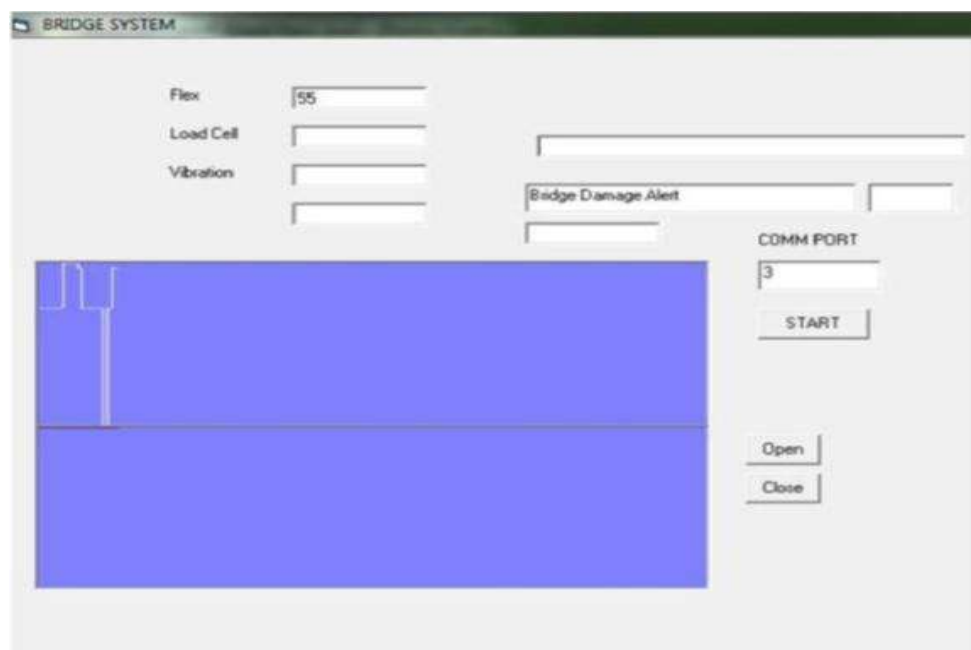 BRIDGE SYSTEM
Flex 55
Load Cell
Vibration
Bridge Damage Alert
COMM PORT
3
START
Open
Close